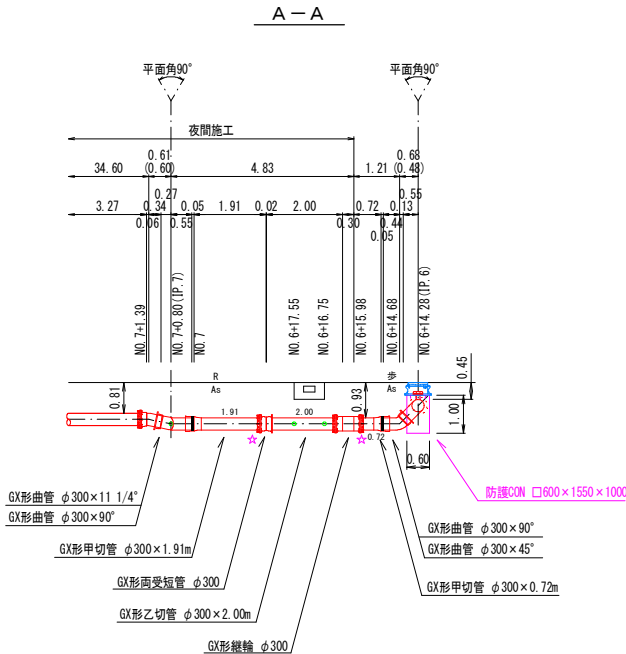 A－A
平面角90°
平面角90°
夜間施工
34.60
0.61
(0.60)
4.83
1.21
0.68
(0.48)
3.27
0.06
0.34
0.27
0.55
0.05
1.91
0.02
2.00
0.30
0.72
0.05
0.44
0.13
0.55
NO.7+1.39
NO.7+0.80(IP.7)
NO.7
NO.6+17.55
NO.6+16.75
NO.6+15.98
NO.6+14.68
NO.6+14.28(IP.6)
R
As
歩
As
0.81
0.93
0.45
1.00
1.91
2.00
☆
☆
0.72
0.60
防護CON □600×1550×1000
GX形曲管 φ300×11 1/4°
GX形曲管 φ300×90°
GX形甲切管 φ300×1.91m
GX形両受短管 φ300
GX形乙切管 φ300×2.00m
GX形継輪 φ300
GX形曲管 φ300×90°
GX形曲管 φ300×45°
GX形甲切管 φ300×0.72m